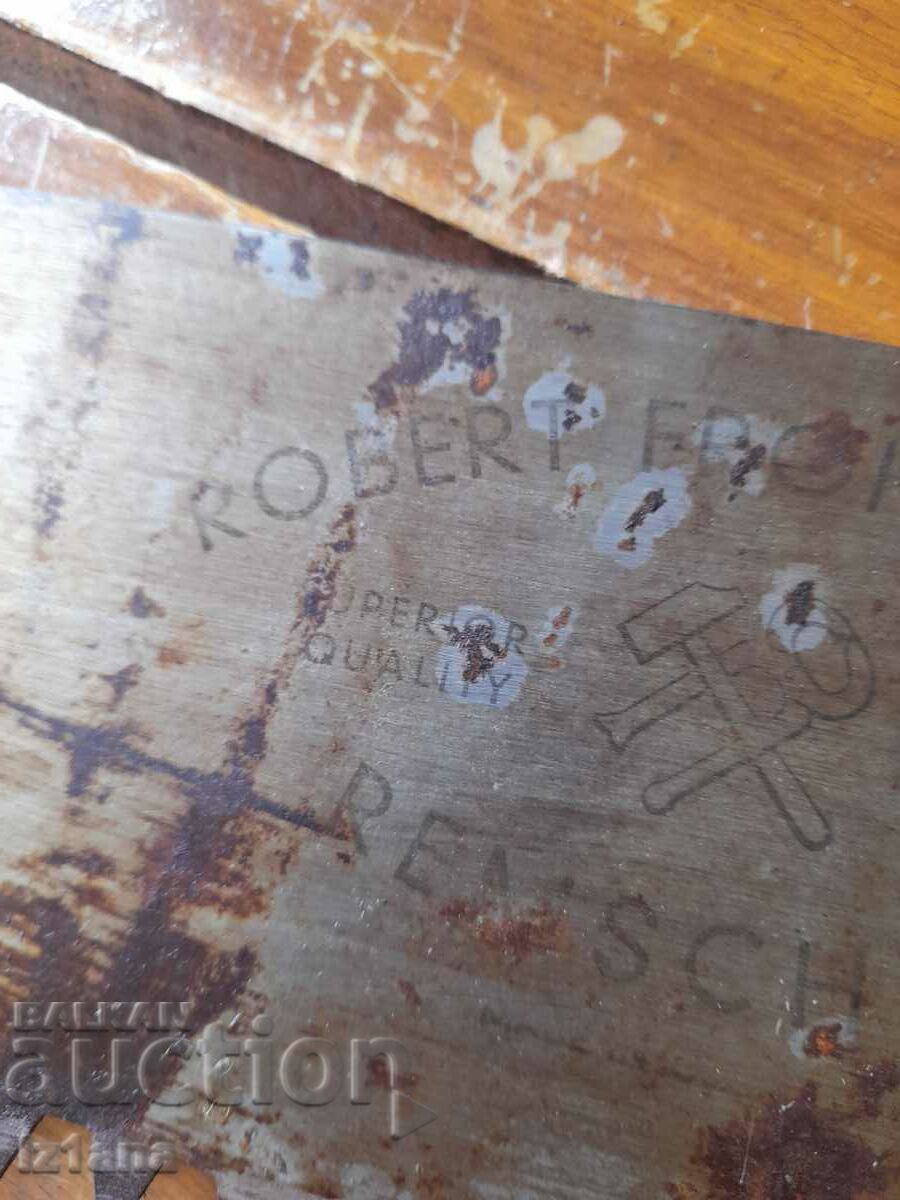 ROBERT
SUPERIOR
QUALITY
BALKAN
auction
iz1ana